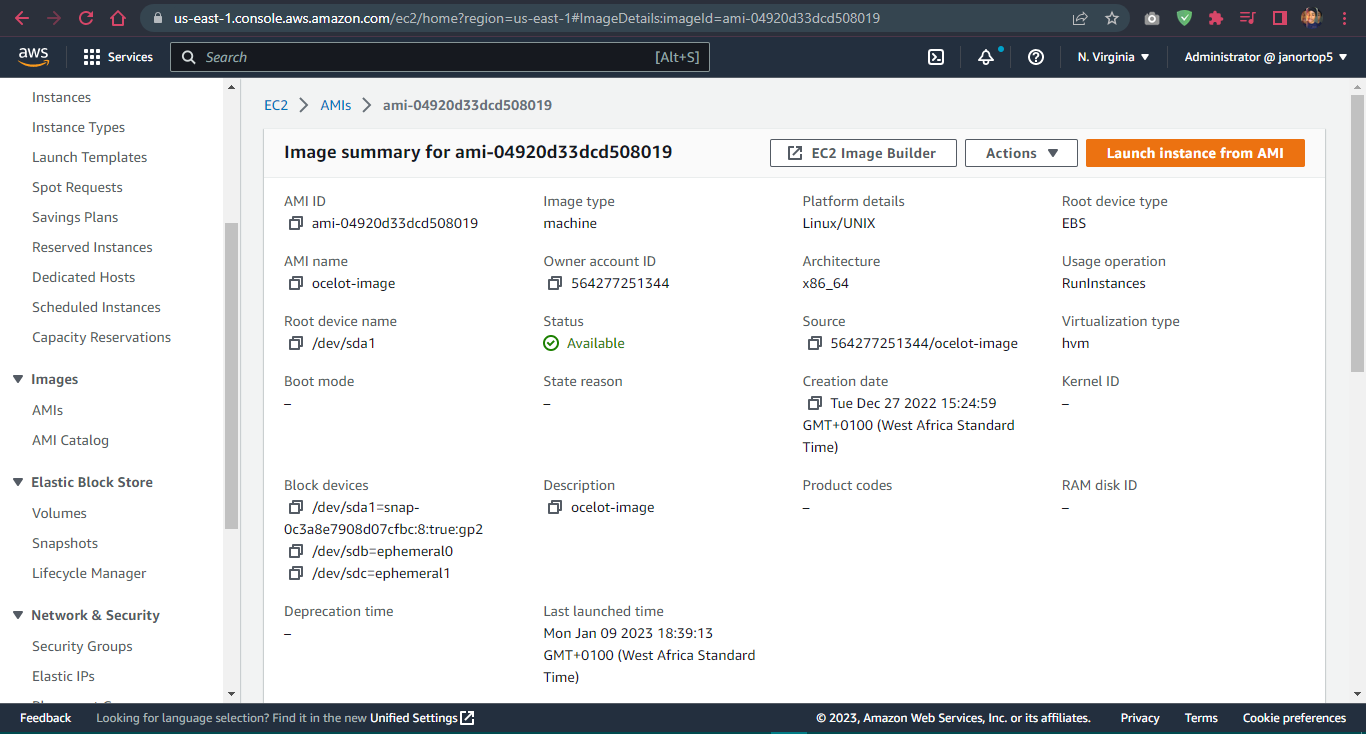 us-east-1.console.aws.amazon.com/ec2/home?region=us-east-1#ImageDetails:imageId=ami-04920d33dcd508019
aws
Services
Search
[Alt+S]
N. Virginia
Administrator @ janortop5
Instances
Instance Types
Launch Templates
Spot Requests
Savings Plans
Reserved Instances
Dedicated Hosts
Scheduled Instances
Capacity Reservations
Images
AMIs
AMI Catalog
Elastic Block Store
Volumes
Snapshots
Lifecycle Manager
Network & Security
Security Groups
Elastic IPs
EC2
AMIs
ami-04920d33dcd508019
Image summary for ami-04920d33dcd508019
EC2 Image Builder
Actions
Launch instance from AMI
AMI ID
ami-04920d33dcd508019
Image type
machine
Platform details
Linux/UNIX
Root device type
EBS
AMI name
ocelot-image
Owner account ID
564277251344
Architecture
x86_64
Usage operation
RunInstances
Root device name
/dev/sda1
Status
Available
Source
564277251344/ocelot-image
Virtualization type
hvm
Boot mode
–
State reason
–
Creation date
Tue Dec 27 2022 15:24:59
GMT+0100 (West Africa Standard
Time)
Kernel ID
–
Block devices
/dev/sda1=snap-
0c3a8e7908d07cfbc:8:true:gp2
/dev/sdb=ephemeral0
/dev/sdc=ephemeral1
Description
ocelot-image
Product codes
–
RAM disk ID
–
Deprecation time
–
Last launched time
Mon Jan 09 2023 18:39:13
GMT+0100 (West Africa Standard
Time)
Feedback
Looking for language selection? Find it in the new Unified Settings
© 2023, Amazon Web Services, Inc. or its affiliates.
Privacy
Terms
Cookie preferences